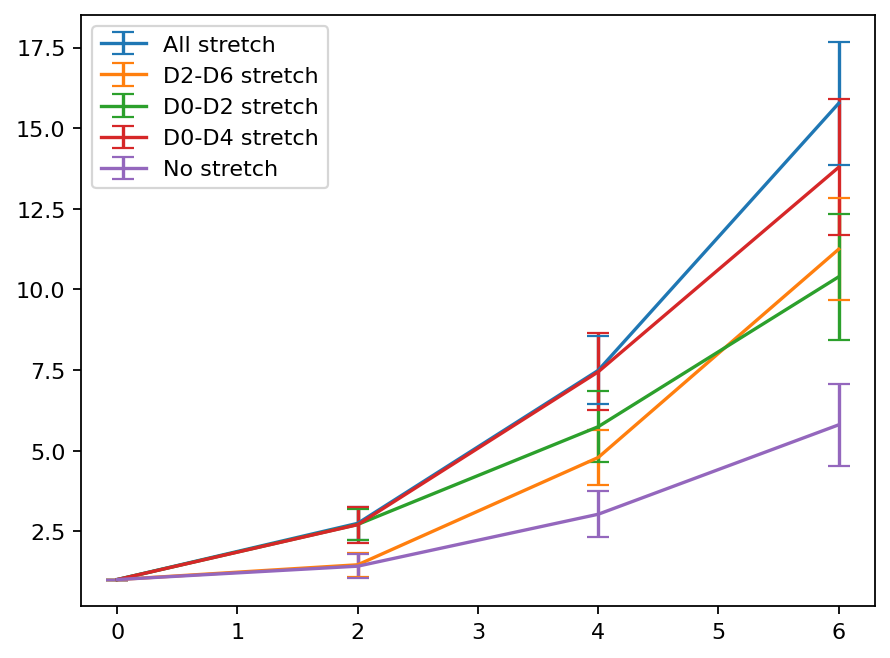 17.5
15.0
12.5
10.0
7.5
5.0
2.5
All stretch
D2-D6 stretch
D0-D2 stretch
D0-D4 stretch
No stretch
0 1 2 3 4 5 6